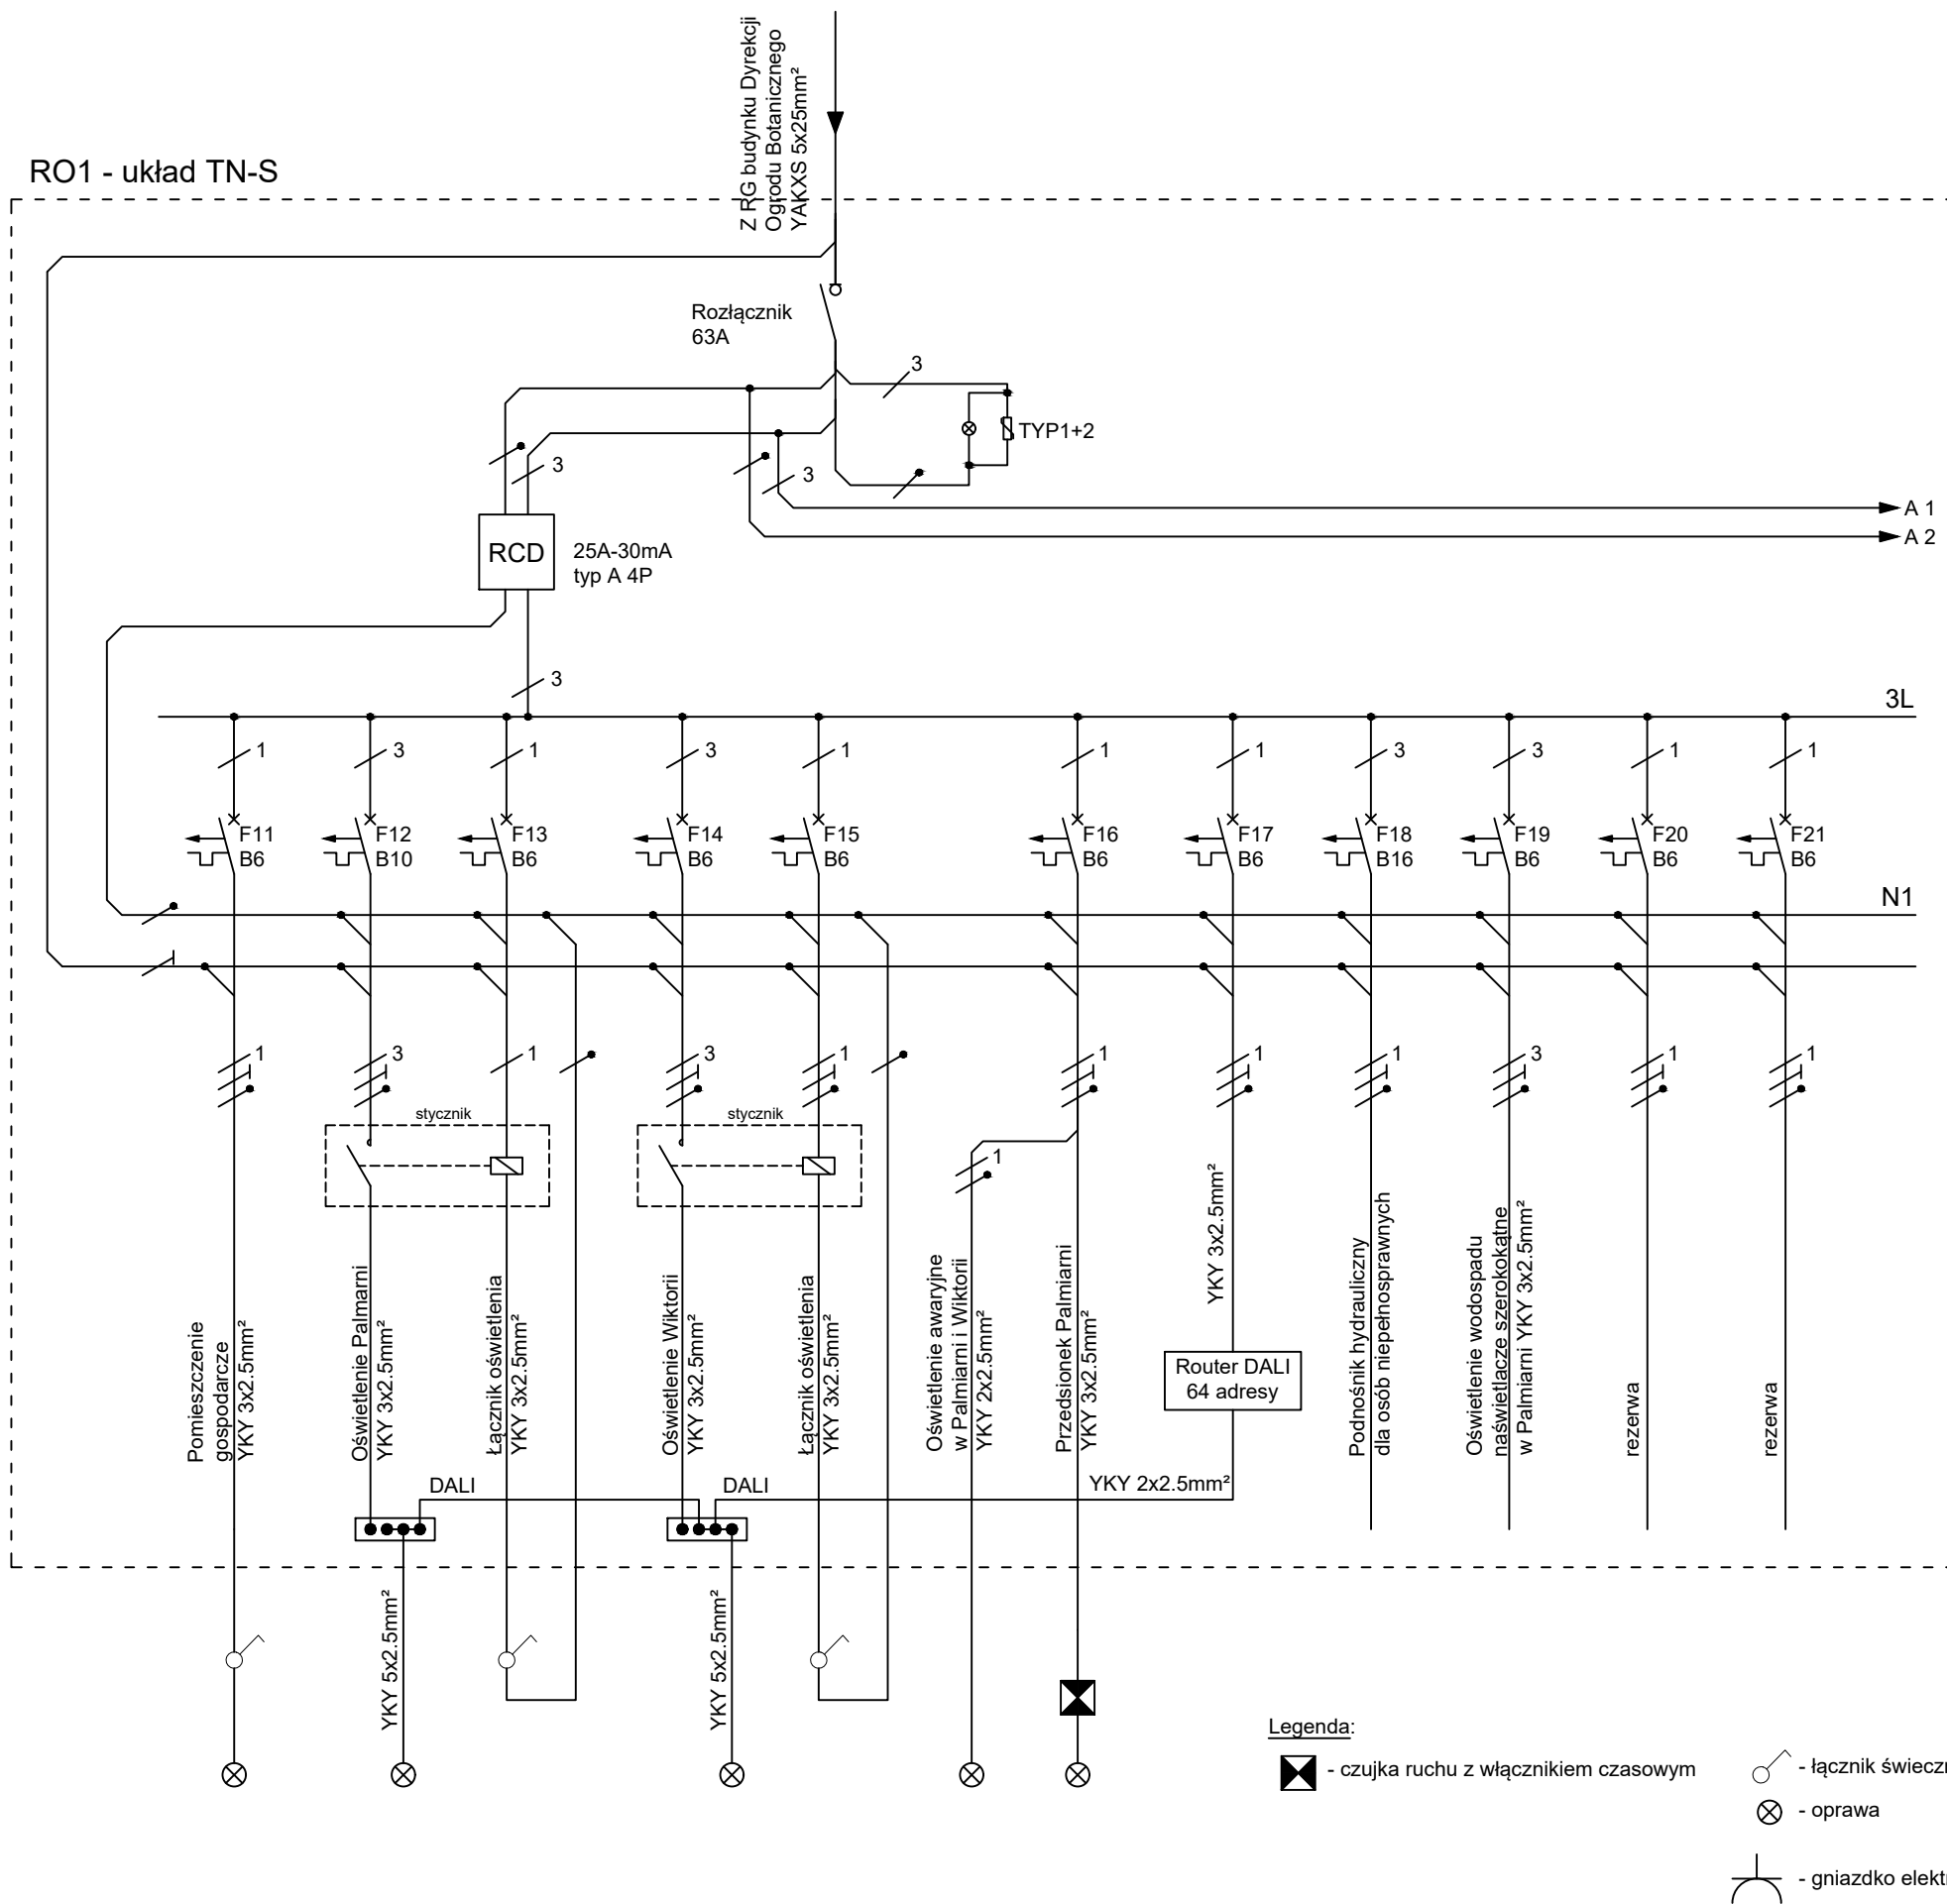 Z RG budynku Dyrekcji
Ogrodu Botanicznego
YAKXS 5x25mm²
RO1 - układ TN-S
Rozłącznik
63A
3
TYP1+2
3
3
A 1
A 2
RCD
25A-30mA
typ A 4P
3
3L
1
3
1
3
1
1
1
3
3
1
1
F11
B6
F12
B10
F13
B6
F14
B6
F15
B6
F16
B6
F17
B6
F18
B16
F19
B6
F20
B6
F21
B6
N1
1
3
1
3
1
1
1
1
3
1
1
stycznik
stycznik
1
Pomieszczenie
gospodarcze
YKY 3x2.5mm²
Oświetlenie Palmarni
YKY 3x2.5mm²
Łącznik oświetlenia
YKY 3x2.5mm²
Oświetlenie Wiktorii
YKY 3x2.5mm²
Łącznik oświetlenia
YKY 3x2.5mm²
Oświetlenie awaryjne
w Palmiarni i Wiktorii
YKY 2x2.5mm²
Przedsionek Palmiarni
YKY 3x2.5mm²
YKY 3x2.5mm²
Router DALI
64 adresy
Podnośnik hydrauliczny
dla osób niepełnosprawnych
Oświetlenie wodospadu
naświetlacze szerokokątne
w Palmiarni YKY 3x2.5mm²
rezerwa
rezerwa
DALI
DALI
YKY 2x2.5mm²
YKY 5x2.5mm²
YKY 5x2.5mm²
Legenda:
- czujka ruchu z włącznikiem czasowym
- łącznik świeczn
- oprawa
- gniazdko elekt